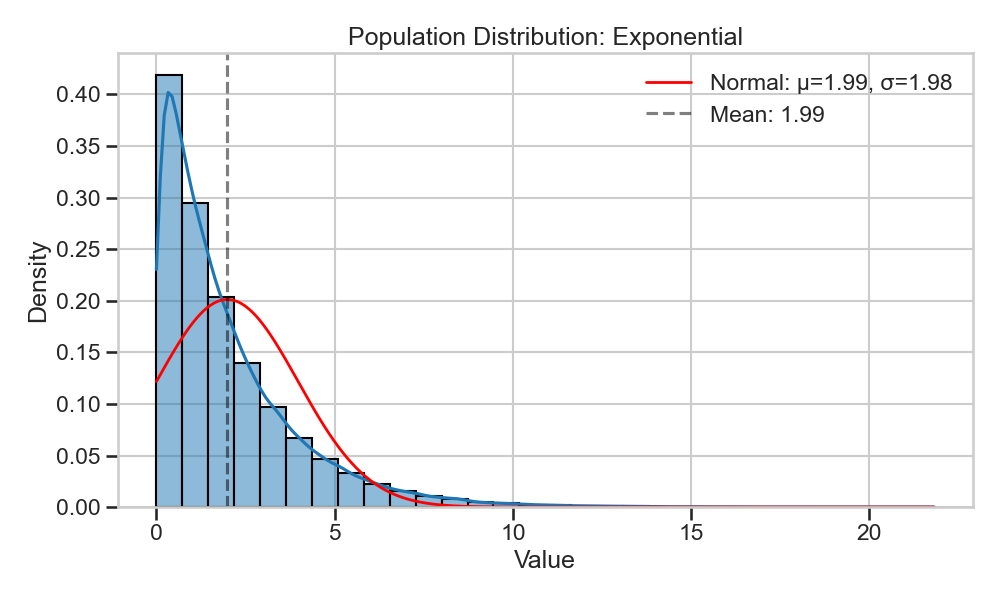 Population Distribution: Exponential
Normal: μ=1.99, σ=1.98
Mean: 1.99
Density
0.40
0.35
0.30
0.25
0.20
0.15
0.10
0.05
0.00
0 5 10 15 20
Value